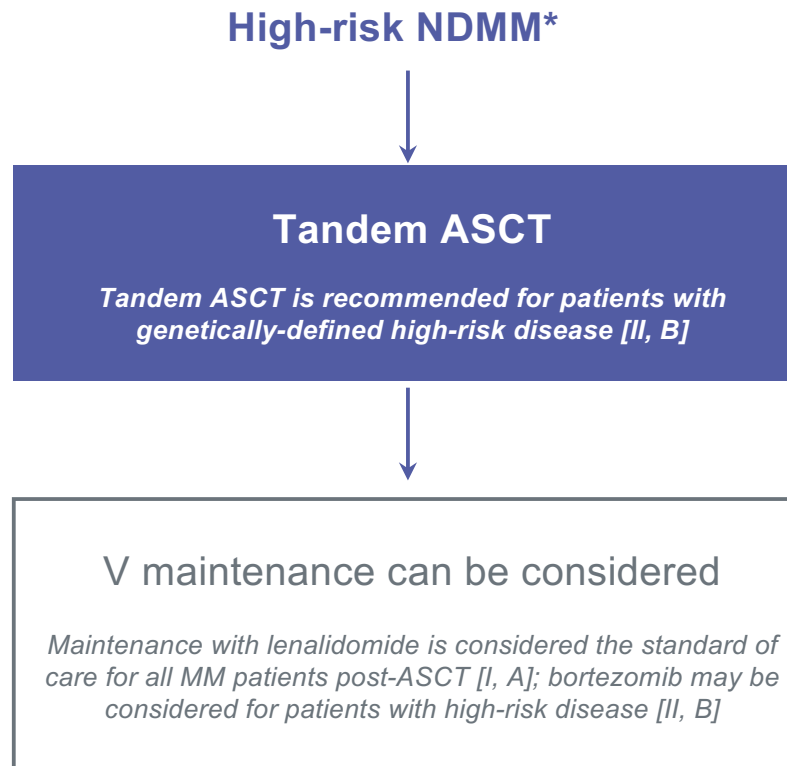 High-risk NDMM*
Tandem ASCT
Tandem ASCT is recommended for patients with
genetically-defined high-risk disease [II, B]
V maintenance can be considered
Maintenance with lenalidomide is considered the standard of
care for all MM patients post-ASCT [I, A]; bortezomib may be
considered for patients with high-risk disease [II, B]